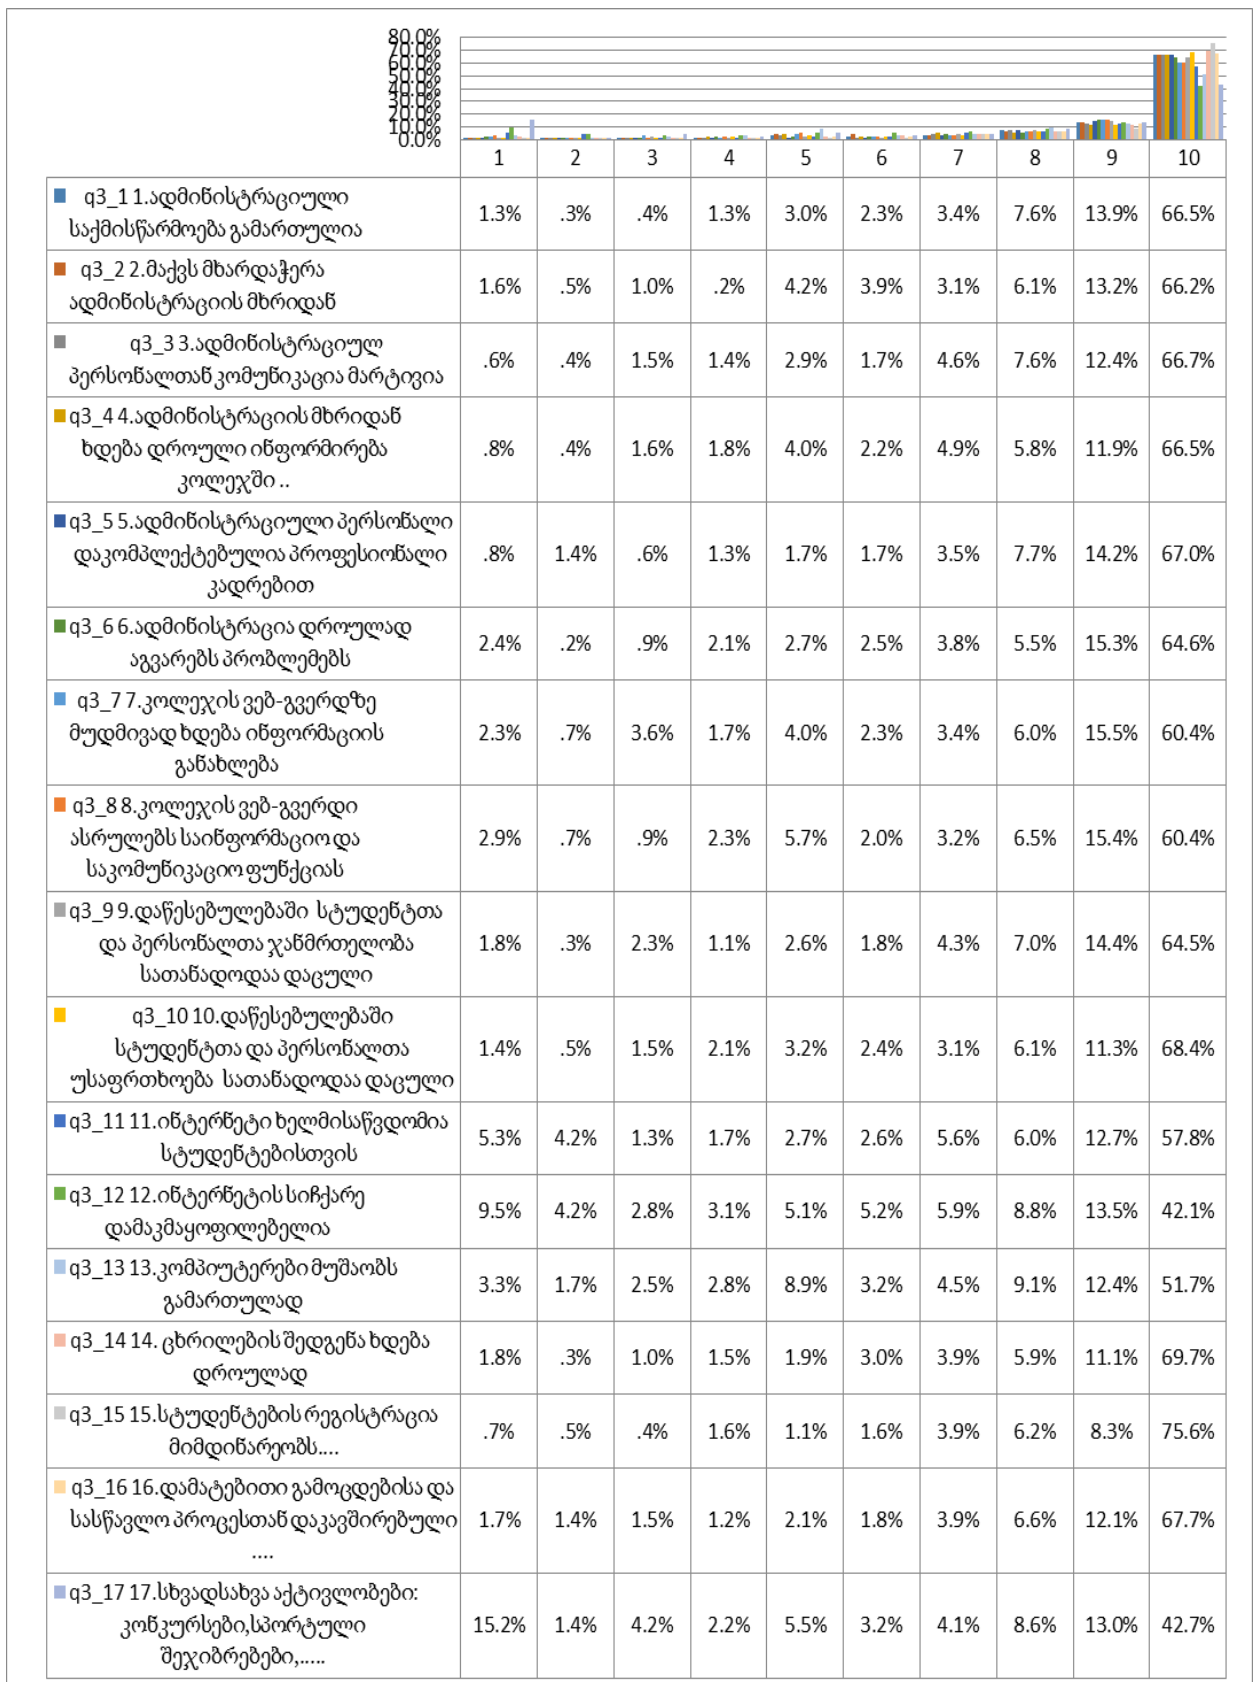 80.0%
70.0%
60.0%
50.0%
40.0%
30.0%
20.0%
10.0%
0.0%
1 2 3 4 5 6 7 8 9 10
q3_1 1.ადმინისტრაციული
საქმისწარმოება გამართულია
1.3% .3% .4% 1.3% 3.0% 2.3% 3.4% 7.6% 13.9% 66.5%
q3_2 2.მაქვს მხარდაჭერა
ადმინისტრაციის მხრიდან
1.6% .5% 1.0% .2% 4.2% 3.9% 3.1% 6.1% 13.2% 66.2%
q3_3 3.ადმინისტრაციულ
პერსონალთან კომუნიკაცია მარტივია
.6% .4% 1.5% 1.4% 2.9% 1.7% 4.6% 7.6% 12.4% 66.7%
q3_4 4.ადმინისტრაციის მხრიდან
ხდება დროული ინფორმირება
კოლეჯში ..
.8% .4% 1.6% 1.8% 4.0% 2.2% 4.9% 5.8% 11.9% 66.5%
q3_5 5.ადმინისტრაციული პერსონალი
დაკომპლექტებულია პროფესიონალი
კადრებით
.8% 1.4% .6% 1.3% 1.7% 1.7% 3.5% 7.7% 14.2% 67.0%
q3_6 6.ადმინისტრაცია დროულად
აგვარებს პრობლემებს
2.4% .2% .9% 2.1% 2.7% 2.5% 3.8% 5.5% 15.3% 64.6%
q3_7 7.კოლეჯის ვებ-გვერდზე
მუდმივად ხდება ინფორმაციის
განახლება
2.3% .7% 3.6% 1.7% 4.0% 2.3% 3.4% 6.0% 15.5% 60.4%
q3_8 8.კოლეჯის ვებ-გვერდი
ასრულებს საინფორმაციო და
საკომუნიკაციო ფუნქციას
2.9% .7% .9% 2.3% 5.7% 2.0% 3.2% 6.5% 15.4% 60.4%
q3_9 9.დაწესებულებაში სტუდენტთა
და პერსონალთა ჯანმრთელობა
სათანადოდაა დაცული
1.8% .3% 2.3% 1.1% 2.6% 1.8% 4.3% 7.0% 14.4% 64.5%
q3_10 10.დაწესებულებაში
სტუდენტთა და პერსონალთა
უსაფრთხოება სათანადოდაა დაცული
1.4% .5% 1.5% 2.1% 3.2% 2.4% 3.1% 6.1% 11.3% 68.4%
q3_11 11.ინტერნეტი ხელმისაწვდომია
სტუდენტებისთვის
5.3% 4.2% 1.3% 1.7% 2.7% 2.6% 5.6% 6.0% 12.7% 57.8%
q3_12 12.ინტერნეტის სიჩქარე
დამაკმაყოფილებელია
9.5% 4.2% 2.8% 3.1% 5.1% 5.2% 5.9% 8.8% 13.5% 42.1%
q3_13 13.კომპიუტერები მუშაობს
გამართულად
3.3% 1.7% 2.5% 2.8% 8.9% 3.2% 4.5% 9.1% 12.4% 51.7%
q3_14 14. ცხრილების შედგენა ხდება
დროულად
1.8% .3% 1.0% 1.5% 1.9% 3.0% 3.9% 5.9% 11.1% 69.7%
q3_15 15.სტუდენტების რეგისტრაცია
მიმდინარეობს....
.7% .5% .4% 1.6% 1.1% 1.6% 3.9% 6.2% 8.3% 75.6%
q3_16 16.დამატებითი გამოცდებისა და
სასწავლო პროცესთან დაკავშირებული
....
1.7% 1.4% 1.5% 1.2% 2.1% 1.8% 3.9% 6.6% 12.1% 67.7%
q3_17 17.სხვადსახვა აქტივლობები:
კონკურსები,სპორტული
შეჯიბრებები,.....
15.2% 1.4% 4.2% 2.2% 5.5% 3.2% 4.1% 8.6% 13.0% 42.7%